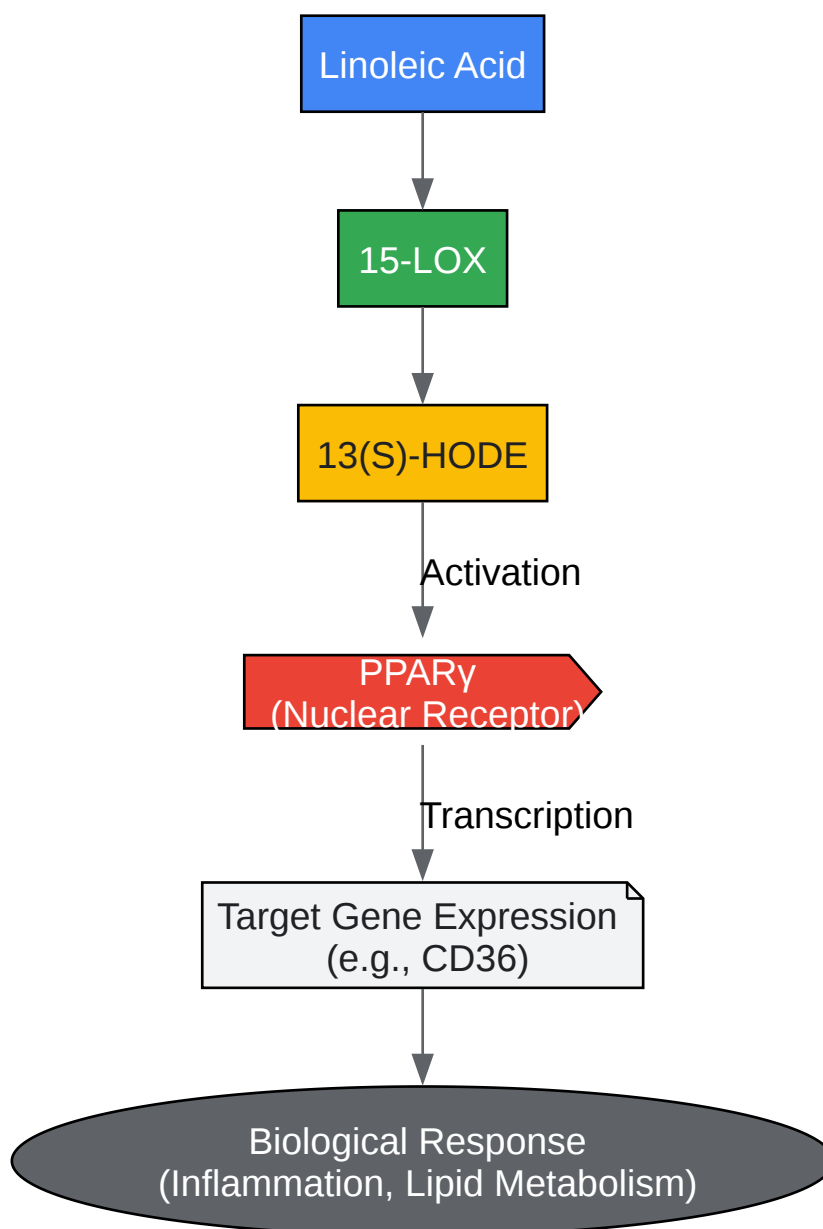 Linoleic Acid
15-LOX
13(S)-HODE
Activation
PPARγ
(Nuclear Receptor)
Transcription
Target Gene Expression
(e.g., CD36)
Biological Response
(Inflammation, Lipid Metabolism)